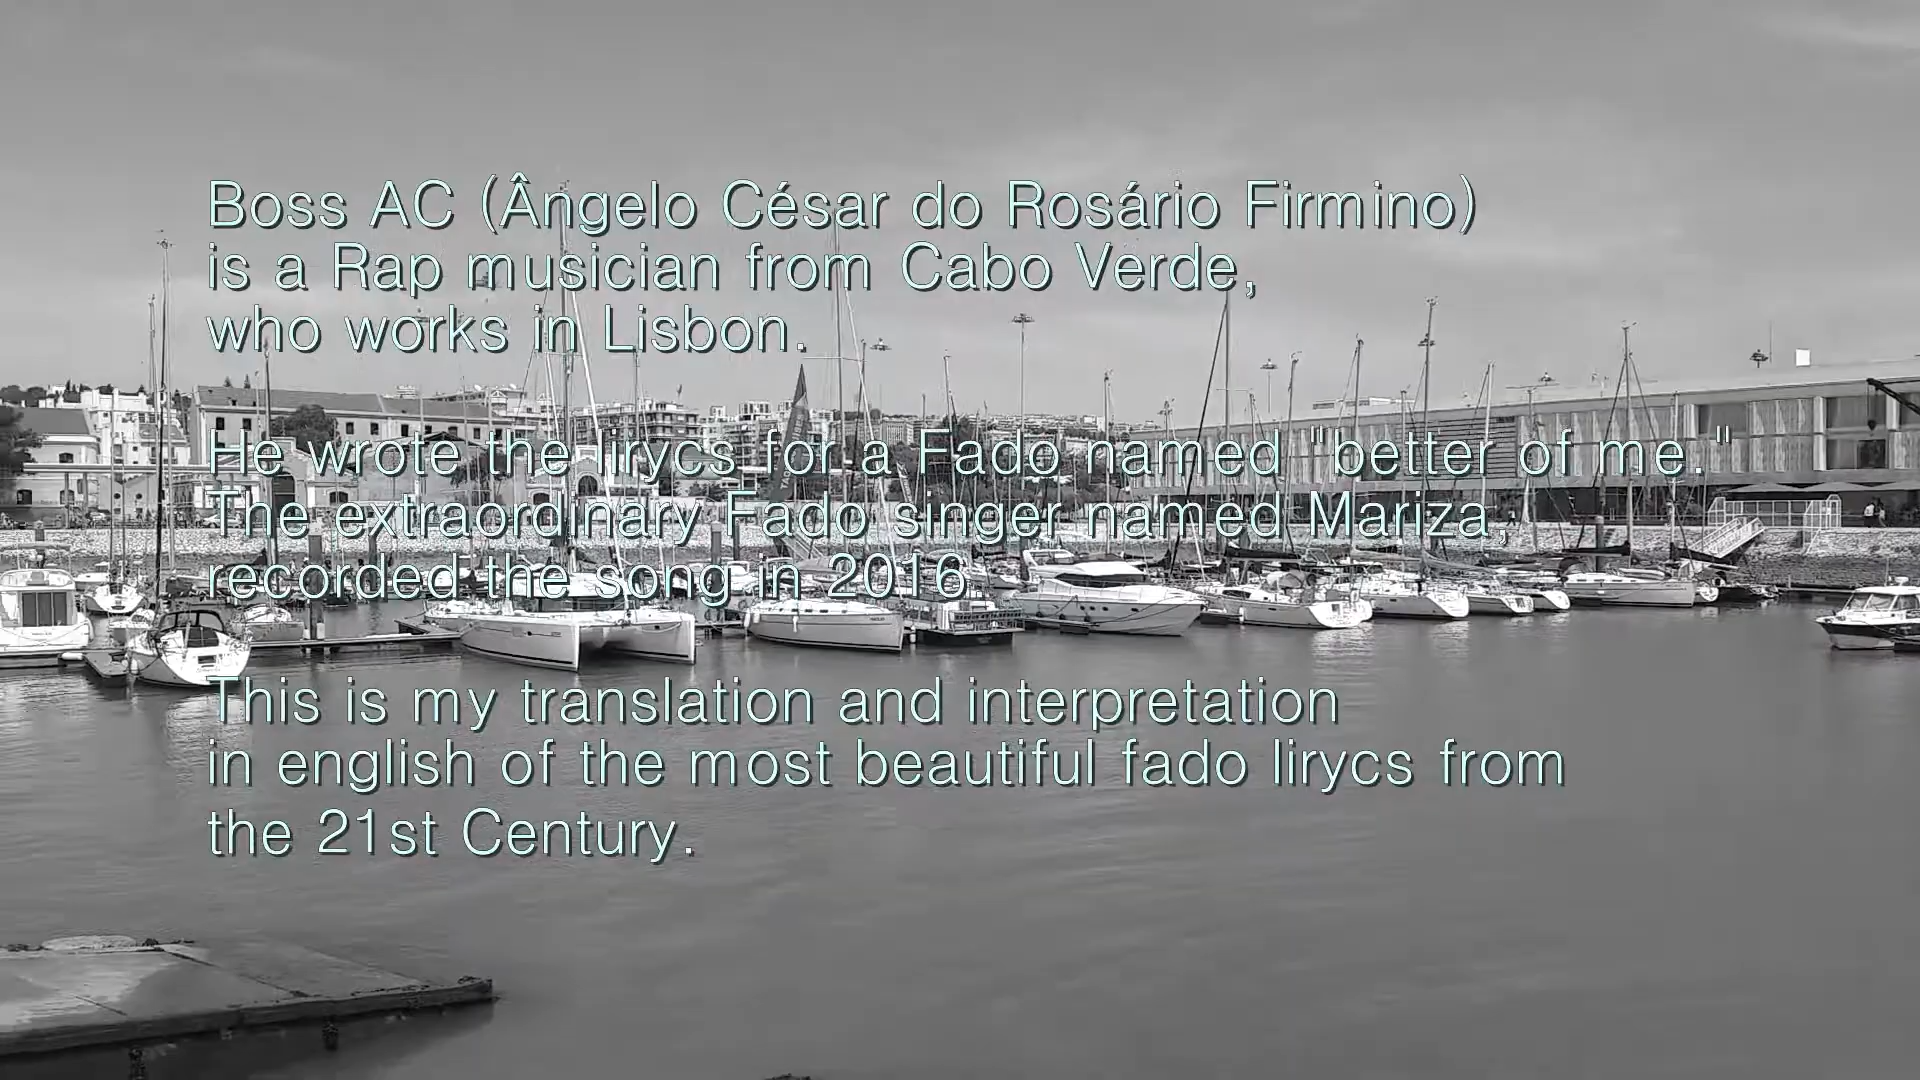 Boss AC (Ângelo César do Rosário Firmino)
is a Rap musician from Cabo Verde,
who works in Lisbon.
He wrote the lirycs for a Fado named "better of me."
The extraordinary Fado singer named Mariza,
recorded the song in 2016.
This is my translation and interpretation
in english of the most beautiful fado lirycs from
the 21st Century.